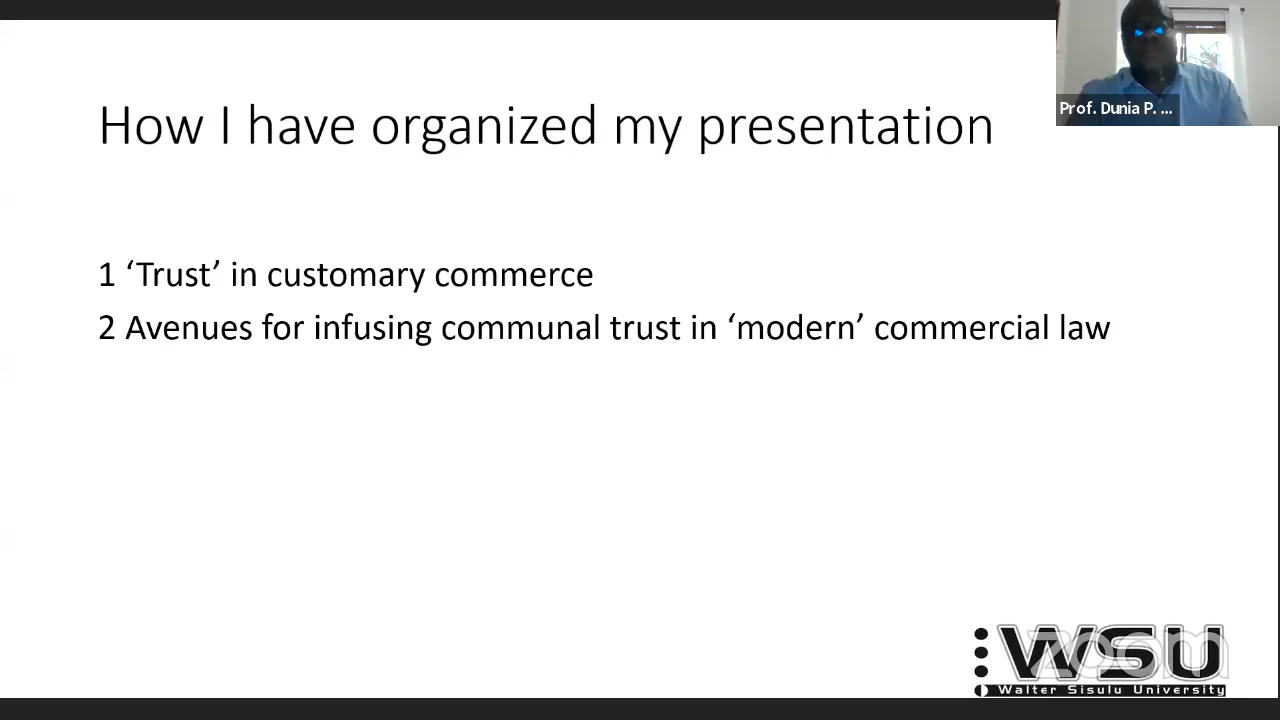 Prof. Dunia P. ...
How I have organized my presentation
1 ‘Trust’ in customary commerce
2 Avenues for infusing communal trust in ‘modern’ commercial law
WSU
zoom
Walter Sisulu University